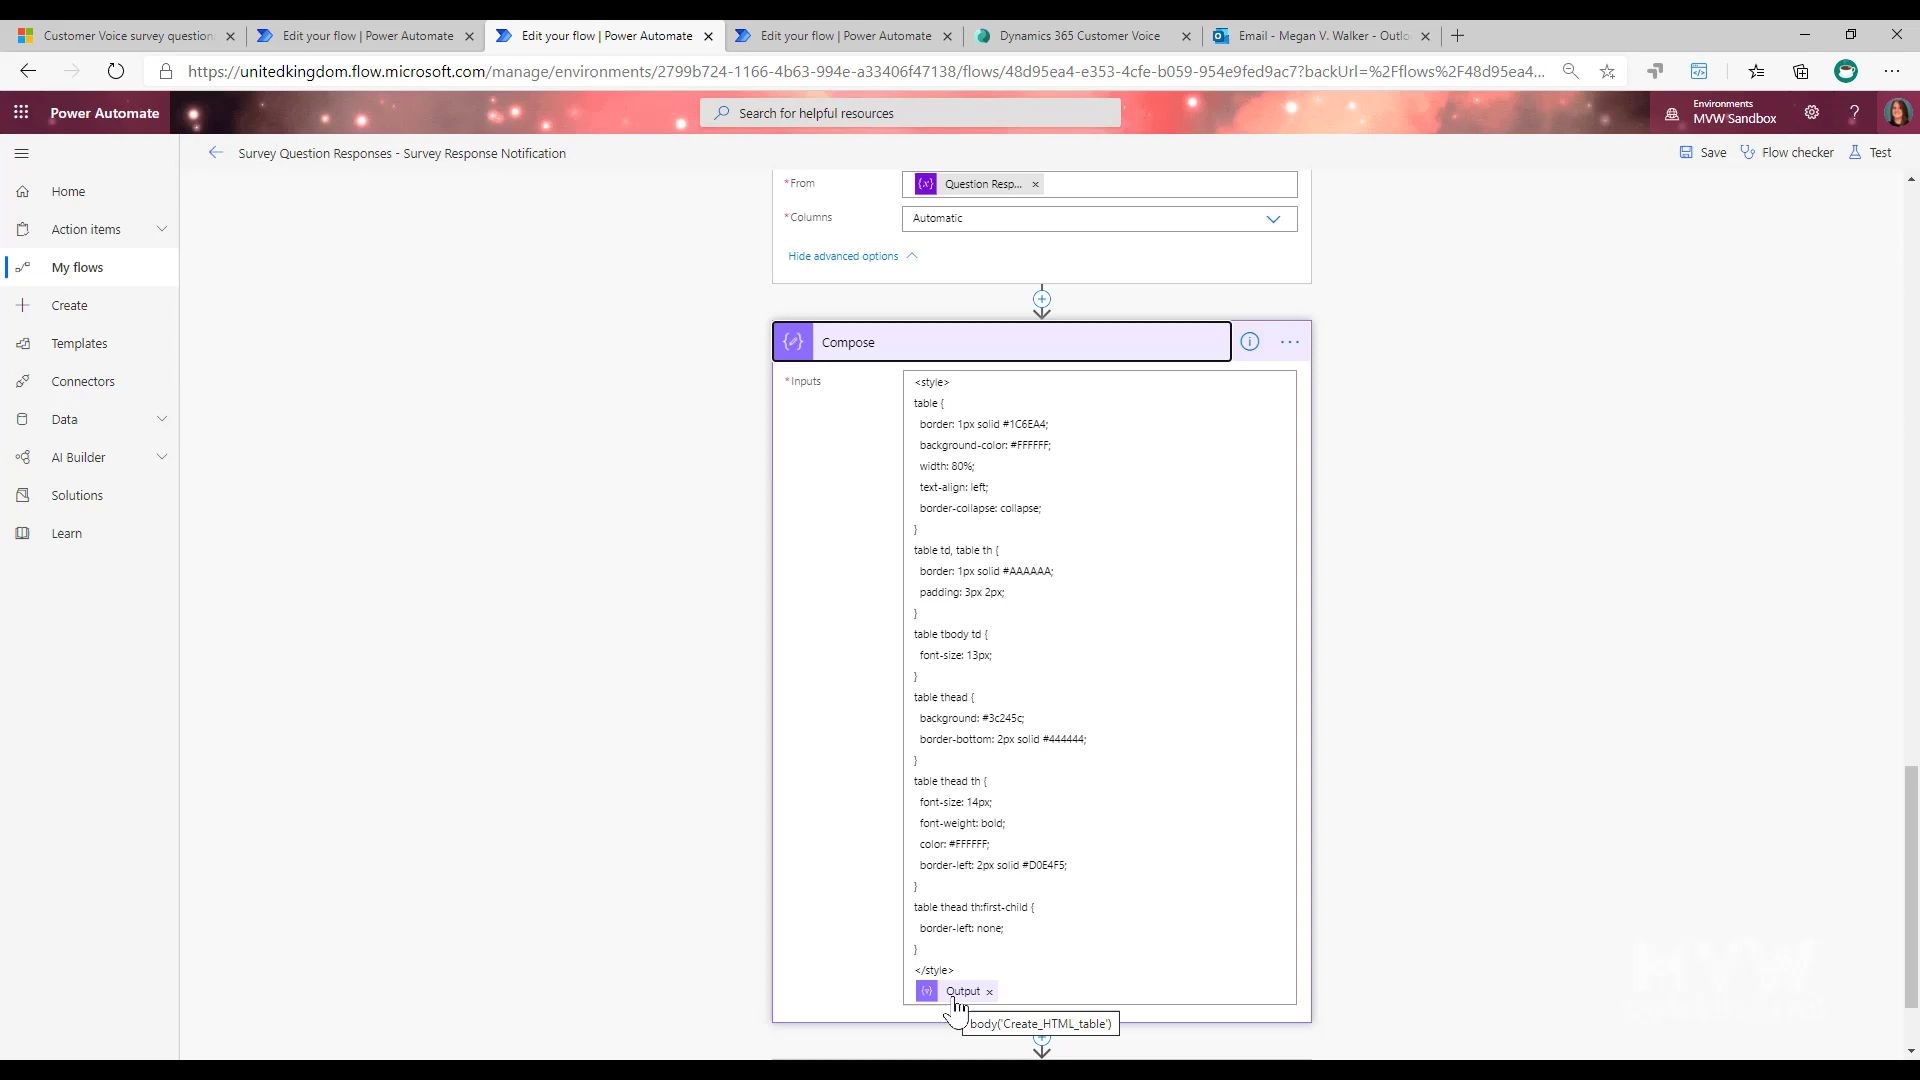 Customer Voice survey question
Edit your flow | Power Automate
Edit your flow | Power Automate
Edit your flow | Power Automate
Dynamics 365 Customer Voice
Email - Megan V. Walker - Outlo
https://unitedkingdom.flow.microsoft.com/manage/environments/2799b724-1166-4b63-994e-a33406f47138/flows/48d95ea4-e353-4cfe-b059-954e9fed9ac7?backUrl=%2Fflows%2F48d95ea4...
Power Automate
Search for helpful resources
Environments
MVW Sandbox
Survey Question Responses - Survey Response Notification
Save
Flow checker
Test
Home
Action items
My flows
Create
Templates
Connectors
Data
AI Builder
Solutions
Learn
*From
Question Resp...
*Columns
Automatic
Hide advanced options
Compose
*Inputs
<style>
table {
border: 1px solid #1C6EA4;
background-color: #FFFFFF;
width: 80%;
text-align: left;
border-collapse: collapse;
}
table td, table th {
border: 1px solid #AAAAAA;
padding: 3px 2px;
}
table tbody td {
font-size: 13px;
}
table thead {
background: #3c245c;
border-bottom: 2px solid #444444;
}
table thead th {
font-size: 14px;
font-weight: bold;
color: #FFFFFF;
border-left: 2px solid #D0E4F5;
}
table thead th:first-child {
border-left: none;
}
</style>
Output
body('Create_HTML_table')